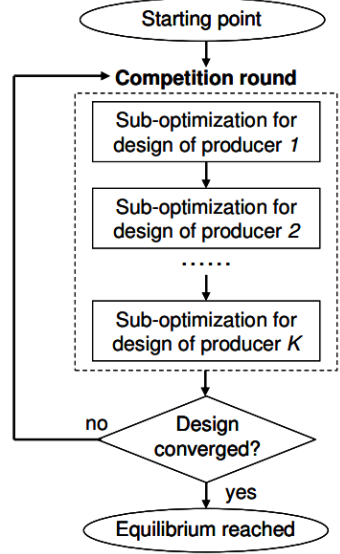 Starting point
Competition round
Sub-optimization for
design of producer 1
Sub-optimization for
design of producer 2
......
Sub-optimization for
design of producer K
Design
converged?
no
yes
Equilibrium reached